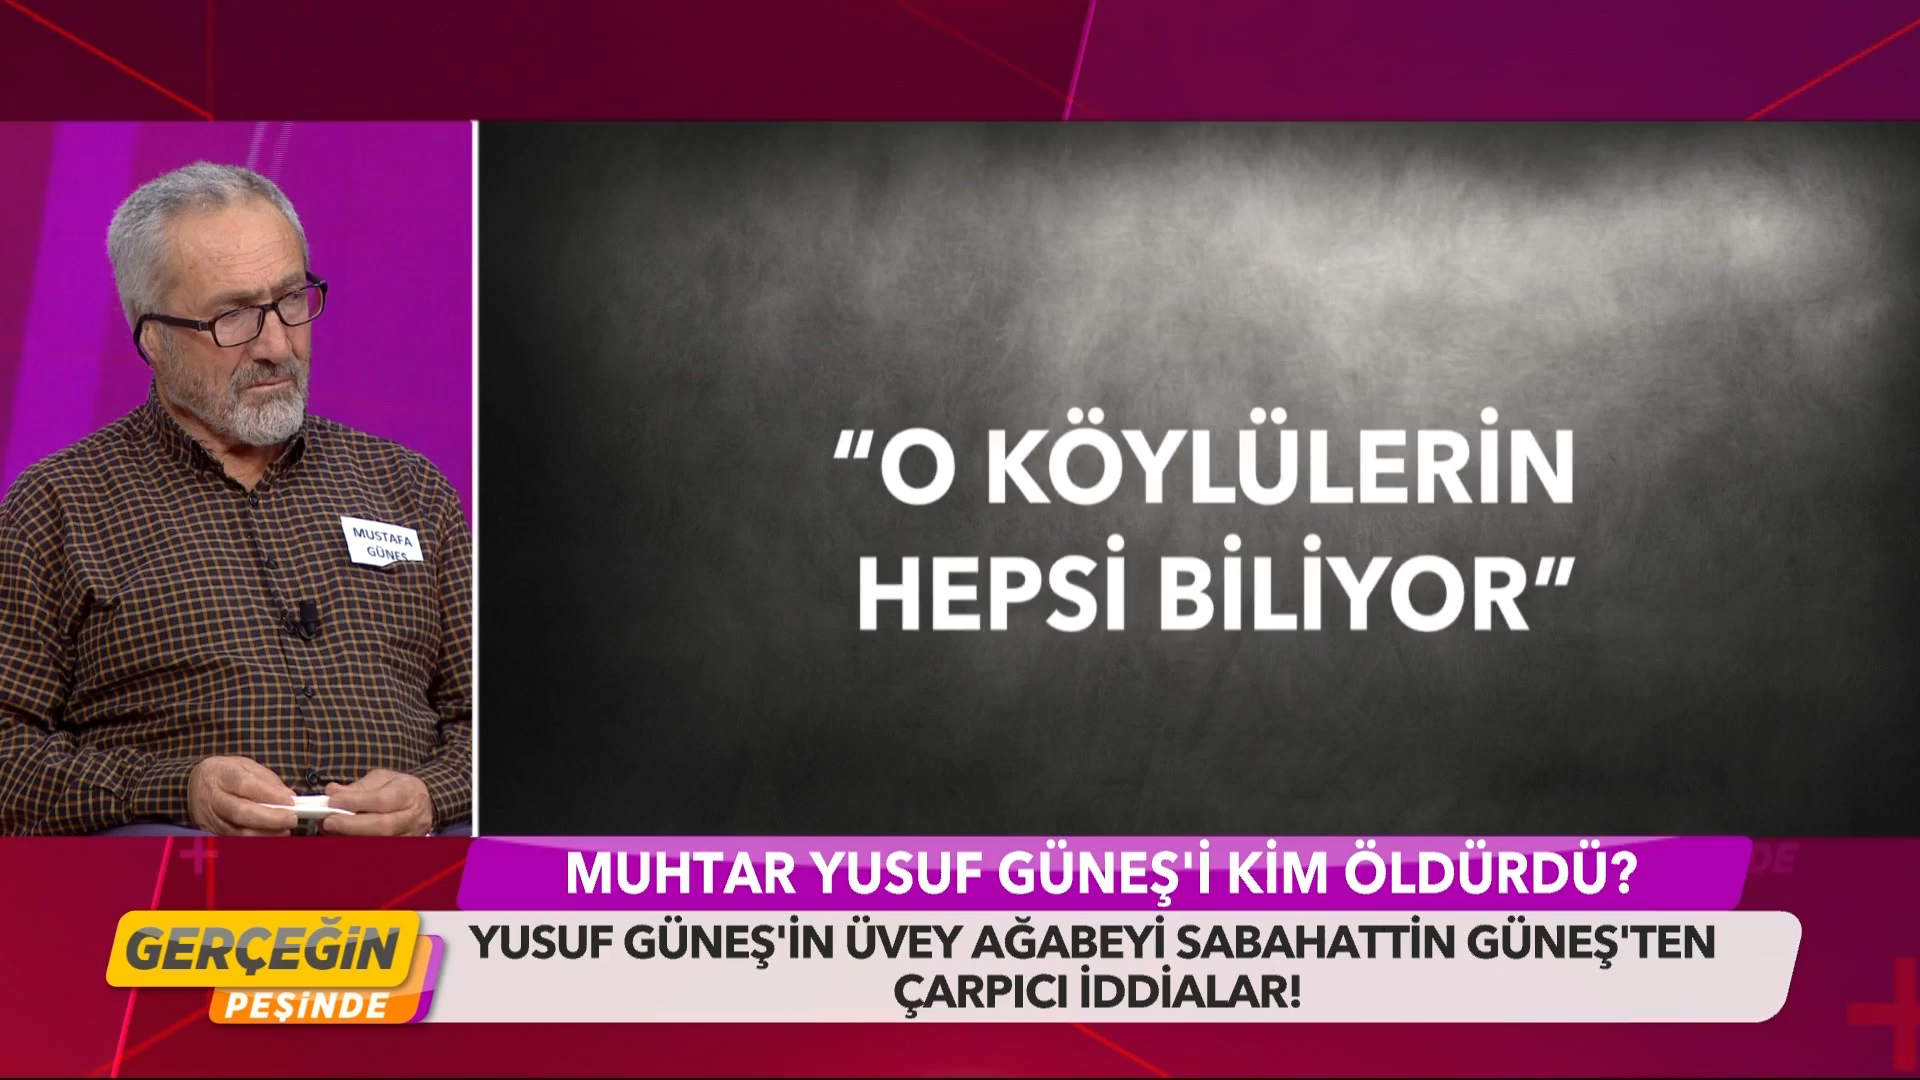 MUSTAFA
GÜNEŞ
“O KÖYLÜLERİN
HEPSİ BİLİYOR”
MUHTAR YUSUF GÜNEŞ'İ KİM ÖLDÜRDÜ?
GERÇEĞİN
PEŞİNDE
YUSUF GÜNEŞ'İN ÜVEY AĞABEYİ SABAHATTİN GÜNEŞ'TEN
ÇARPICI İDDİALAR!